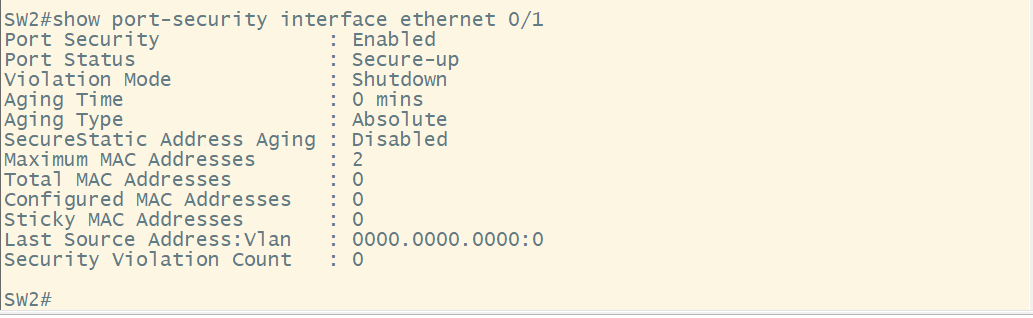 SW2#show port-security interface ethernet 0/1
Port Security              : Enabled
Port Status                : Secure-up
Violation Mode             : Shutdown
Aging Time                 : 0 mins
Aging Type                 : Absolute
SecureStatic Address Aging : Disabled
Maximum MAC Addresses      : 2
Total MAC Addresses        : 0
Configured MAC Addresses   : 0
Sticky MAC Addresses       : 0
Last Source Address:Vlan   : 0000.0000.0000:0
Security Violation Count   : 0
SW2#